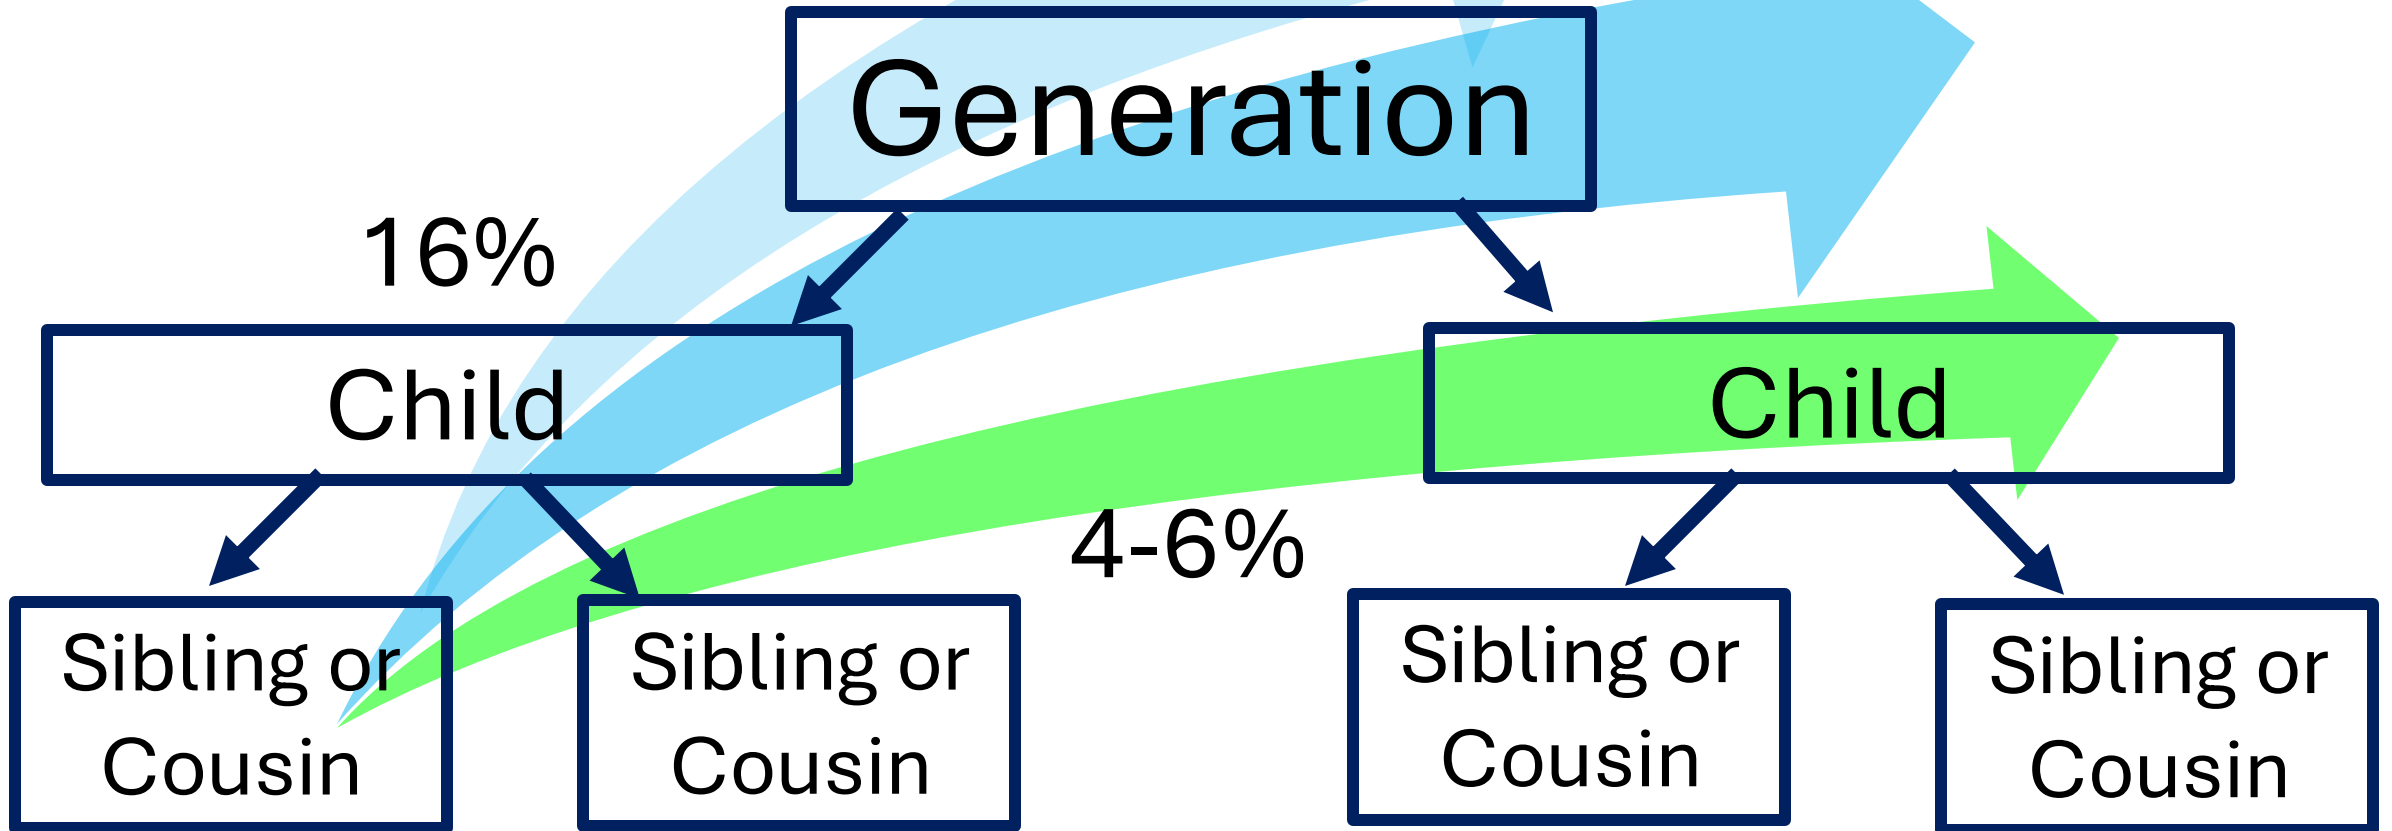 Generation
16%
Child
Child
4-6%
Sibling or
Cousin
Sibling or
Cousin
Sibling or
Cousin
Sibling or
Cousin